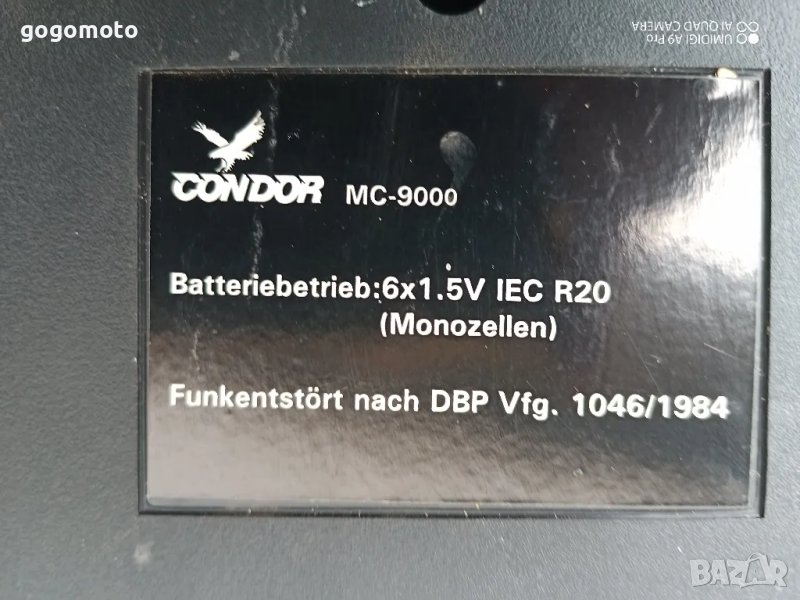 gogomoto
UMIDIGI A9 Pro
AI QUAD CAMERA
CONDOR MC-9000
Batteriebetrieb:6x1.5V IEC R20
(Monozellen)
Funkentstört nach DBP Vfg. 1046/1984
BAZAR